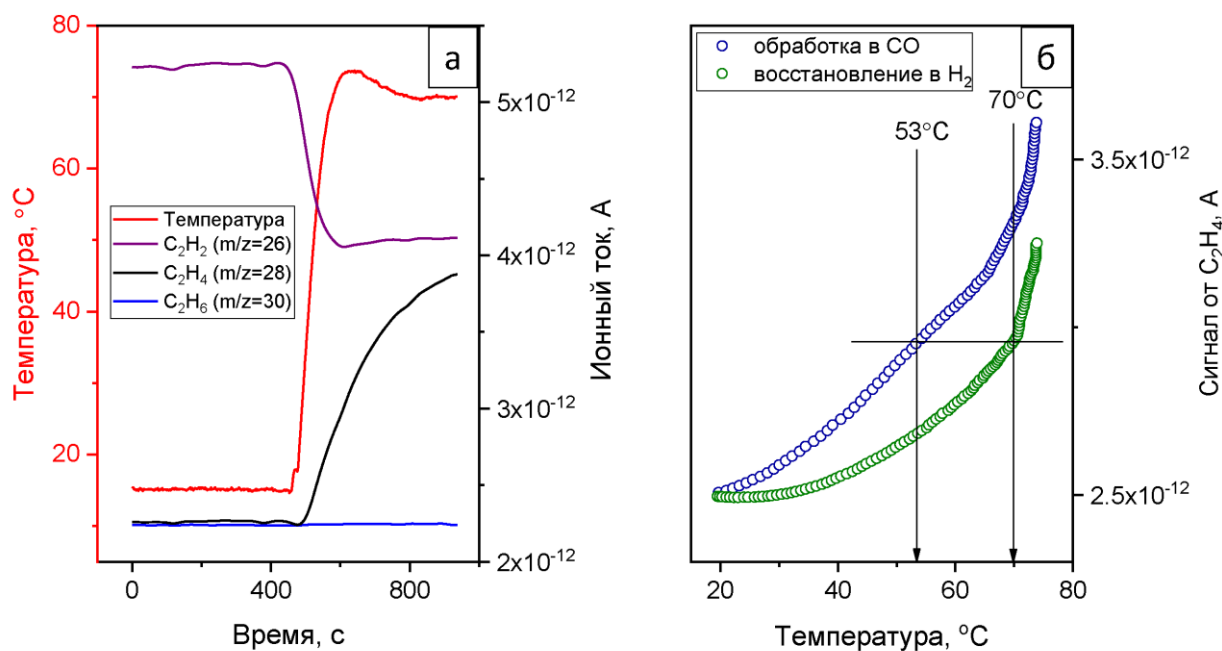 а
80
60
40
20
Температура, °C
Температура
C₂H₂ (m/z=26)
C₂H₄ (m/z=28)
C₂H₆ (m/z=30)
5x10⁻¹²
4x10⁻¹²
3x10⁻¹²
2x10⁻¹²
Ионный ток, А
0
400
800
Время, с
б
обработка в CO
восстановление в H₂
53°C
70°C
3.5x10⁻¹²
2.5x10⁻¹²
Сигнал от C₂H₄, А
20
40
60
80
Температура, °C